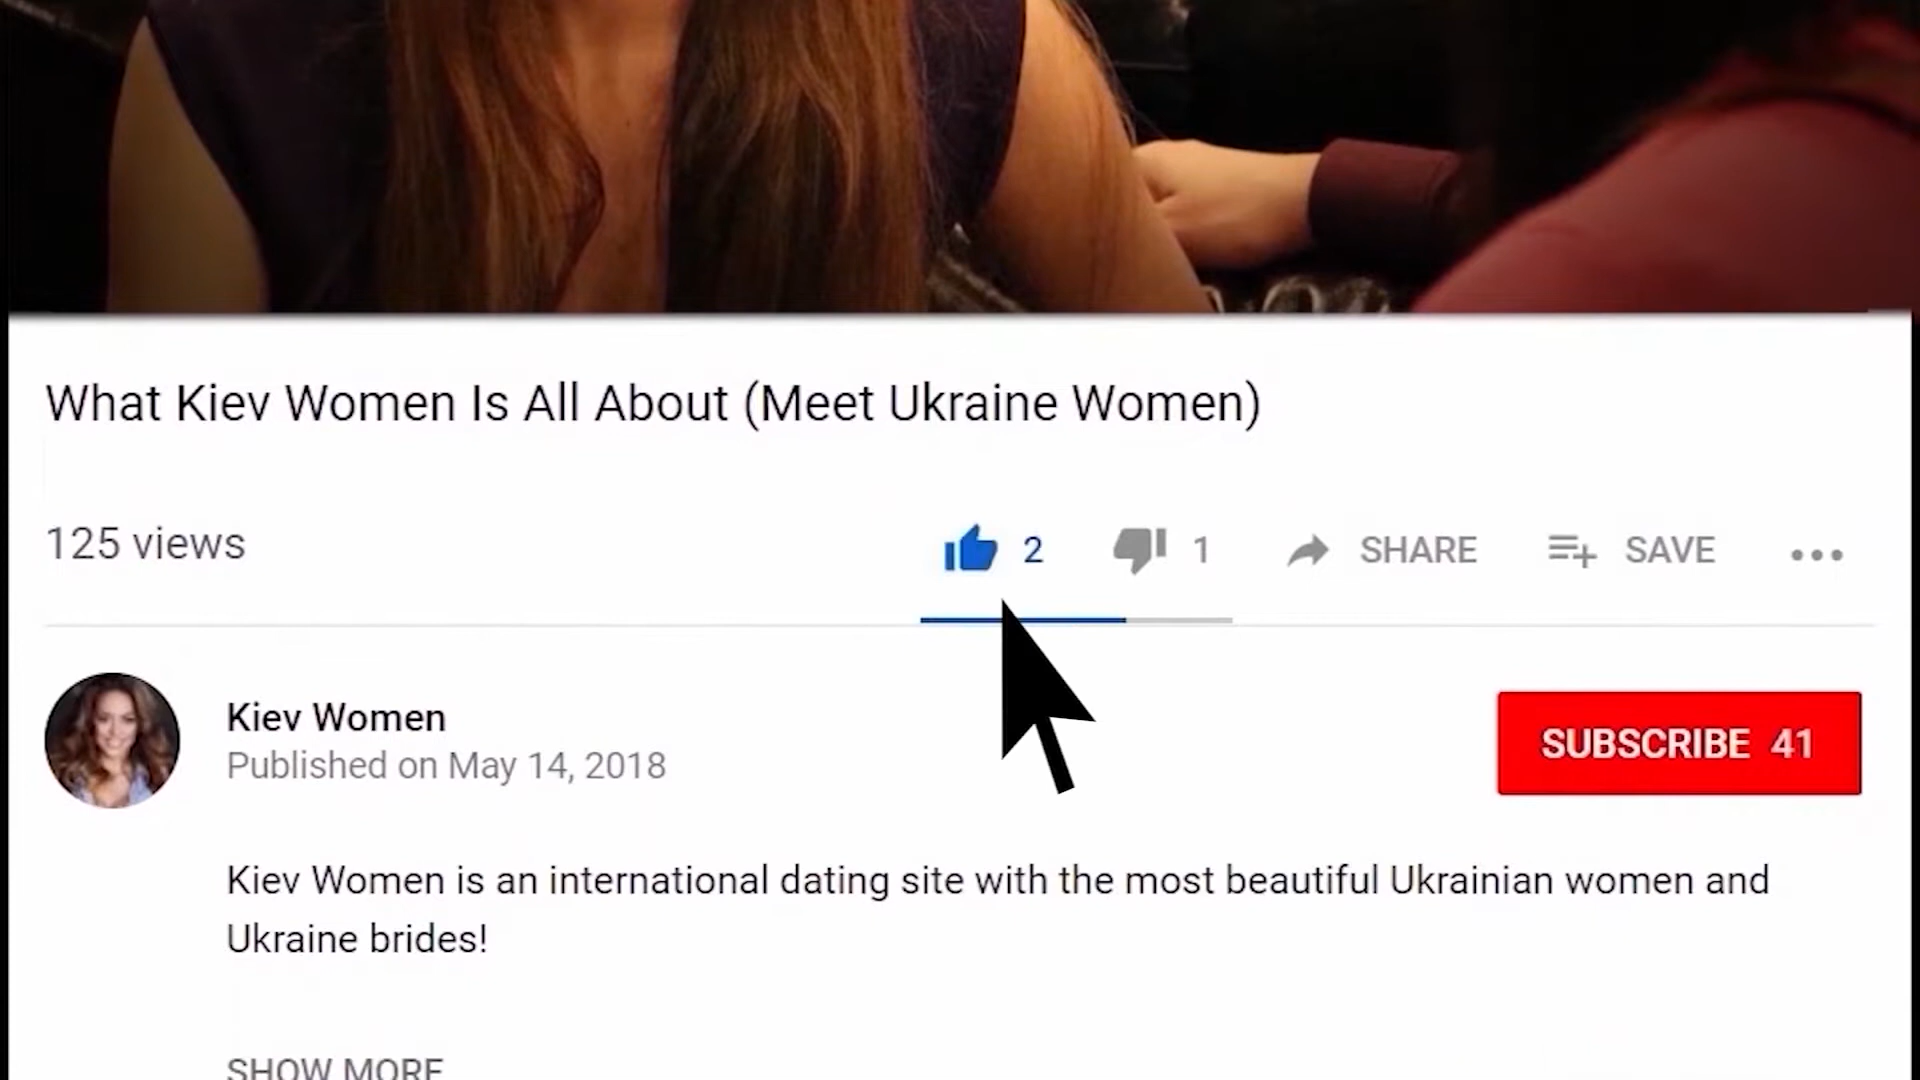 What Kiev Women Is All About (Meet Ukraine Women)
125 views
2
1
SHARE
SAVE
Kiev Women
Published on May 14, 2018
SUBSCRIBE 41
Kiev Women is an international dating site with the most beautiful Ukrainian women and
Ukraine brides!
SHOW MORE